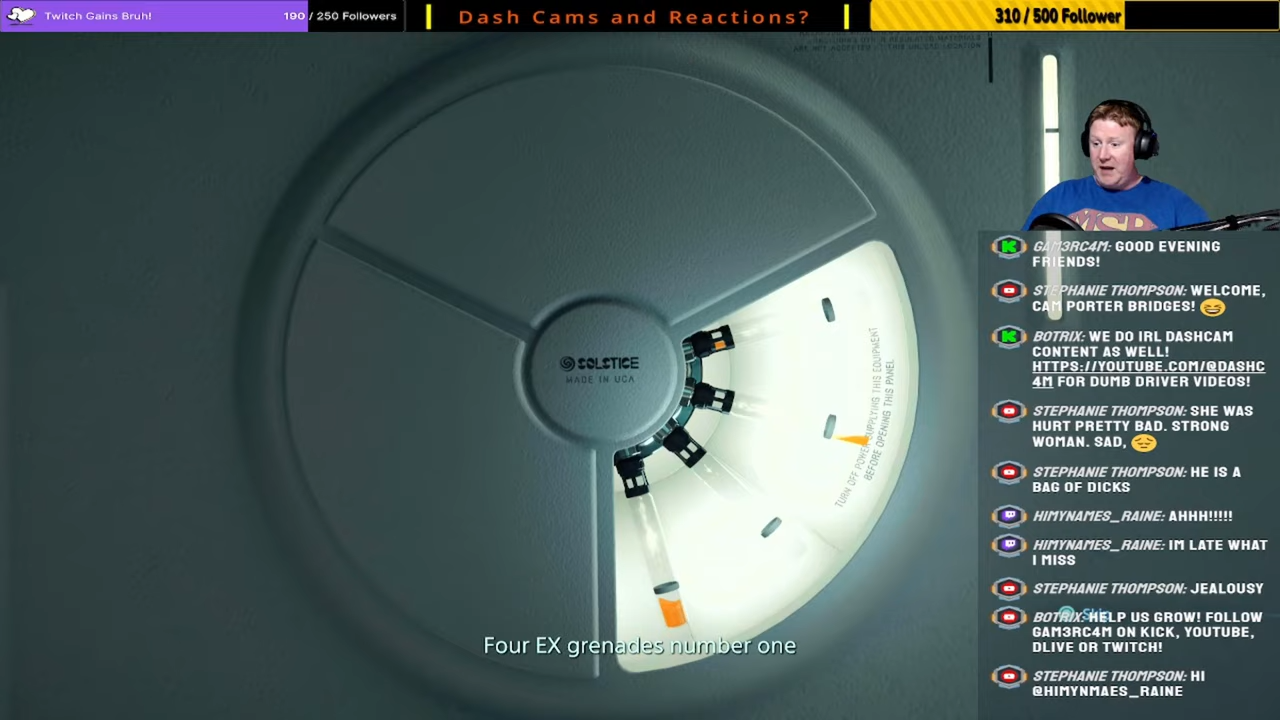 Twitch Gains Bruh!
190 / 250 Followers
Dash Cams and Reactions?
310 / 500 Follower
SOLSTICE
MADE IN UCA
TURN OFF POWER SUPPLYING THIS EQUIPMENT
BEFORE OPENING THIS PANEL
Four EX grenades number one
GAM3RC4M: GOOD EVENING
FRIENDS!
STEPHANIE THOMPSON: WELCOME,
CAM PORTER BRIDGES! 😆
BOTRIX: WE DO IRL DASHCAM
CONTENT AS WELL!
HTTPS://YOUTUBE.COM/@DASHC
4M FOR DUMB DRIVER VIDEOS!
STEPHANIE THOMPSON: SHE WAS
HURT PRETTY BAD. STRONG
WOMAN. SAD, 😔
STEPHANIE THOMPSON: HE IS A
BAG OF DICKS
HIMYNAMES_RAINE: AHHH!!!!!
HIMYNAMES_RAINE: IM LATE WHAT
I MISS
STEPHANIE THOMPSON: JEALOUSY
Skip
BOTRIX: HELP US GROW! FOLLOW
GAM3RC4M ON KICK, YOUTUBE,
DLIVE OR TWITCH!
STEPHANIE THOMPSON: HI
@HIMYNMAES_RAINE